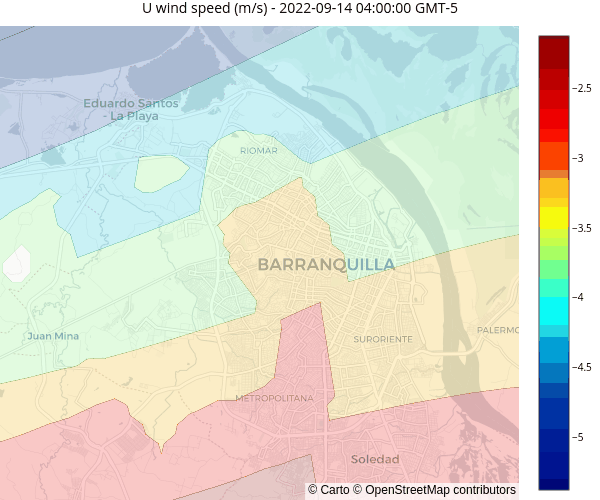 U wind speed (m/s) - 2022-09-14 04:00:00 GMT-5
Eduardo Santos
- La Playa
RIOMAR
BARRANQUILLA
Juan Mina
SURORIENTE
PALERMO
METROPOLITANA
Soledad
© Carto © OpenStreetMap contributors
−2.5
−3
−3.5
−4
−4.5
−5